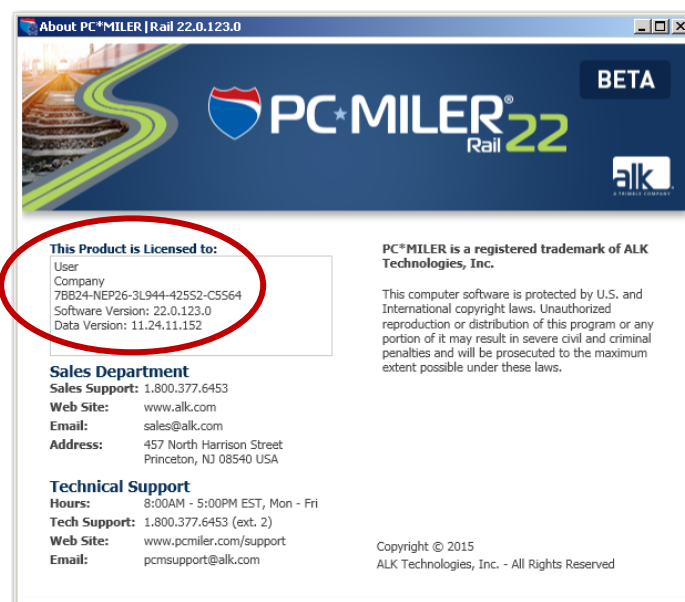 About PC*MILER|Rail 22.0.123.0
BETA
PC★MILER®
Rail 22
alk
A TRIMBLE COMPANY
This Product is Licensed to:
User
Company
7BB24-NEP26-3L944-42552-C5S64
Software Version: 22.0.123.0
Data Version: 11.24.11.152
Sales Department
Sales Support: 1.800.377.6453
Web Site: www.alk.com
Email: sales@alk.com
Address: 457 North Harrison Street
Princeton, NJ 08540 USA
Technical Support
Hours: 8:00AM - 5:00PM EST, Mon - Fri
Tech Support: 1.800.377.6453 (ext. 2)
Web Site: www.pcmiler.com/support
Email: pcmsupport@alk.com
PC*MILER is a registered trademark of ALK
Technologies, Inc.
This computer software is protected by U.S. and
International copyright laws. Unauthorized
reproduction or distribution of this program or any
portion of it may result in severe civil and criminal
penalties and will be prosecuted to the maximum
extent possible under these laws.
Copyright © 2015
ALK Technologies, Inc. - All Rights Reserved